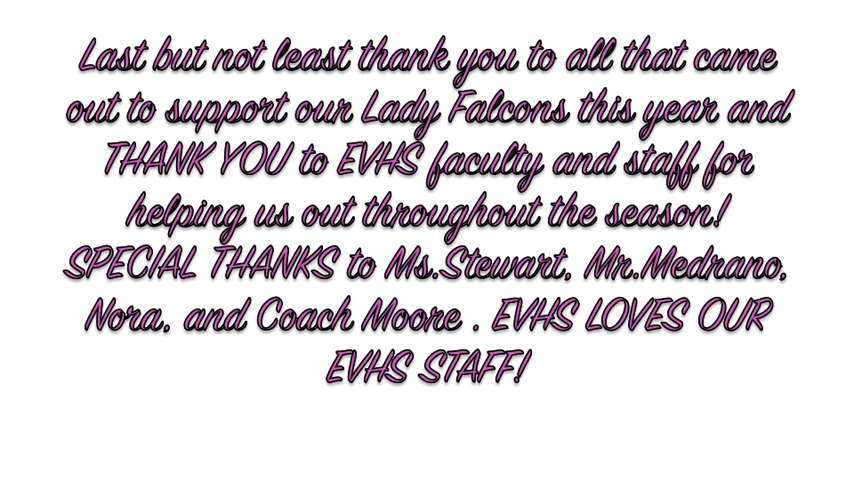 Last but not least thank you to all that came
out to support our Lady Falcons this year and
THANK YOU to EVHS faculty and staff for
helping us out throughout the season!
SPECIAL THANKS to Ms.Stewart, Mr.Medrano,
Nora, and Coach Moore . EVHS LOVES OUR
EVHS STAFF!